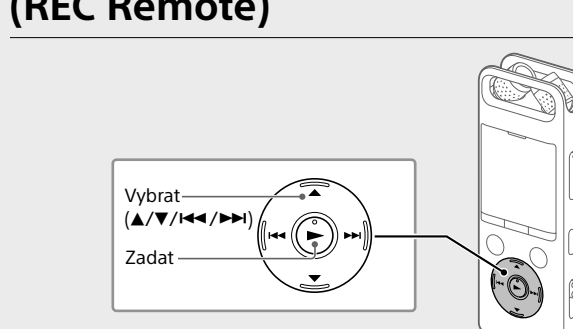 (REC Remote)
Vybrat
(▲/▼/⏮/⏭)
Zadat